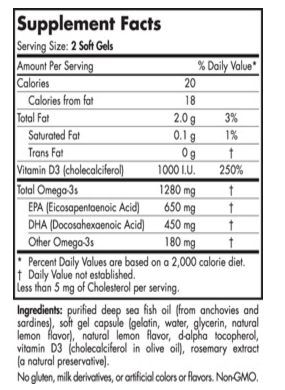 Supplement Facts
Serving Size: 2 Soft Gels
Amount Per Serving % Daily Value*
Calories 20
Calories from fat 18
Total Fat 2.0 g 3%
Saturated Fat 0.1 g 1%
Trans Fat 0 g †
Vitamin D3 (cholecalciferol) 1000 I.U. 250%
Total Omega-3s 1280 mg †
EPA (Eicosapentaenoic Acid) 650 mg †
DHA (Docosahexaenoic Acid) 450 mg †
Other Omega-3s 180 mg †
* Percent Daily Values are based on a 2,000 calorie diet.
† Daily Value not established.
Less than 5 mg of Cholesterol per serving.
Ingredients: purified deep sea fish oil (from anchovies and
sardines), soft gel capsule (gelatin, water, glycerin, natural
lemon flavor), natural lemon flavor, d-alpha tocopherol,
vitamin D3 (cholecalciferol in olive oil), rosemary extract
(a natural preservative).
No gluten, milk derivatives, or artificial colors or flavors. Non-GMO.